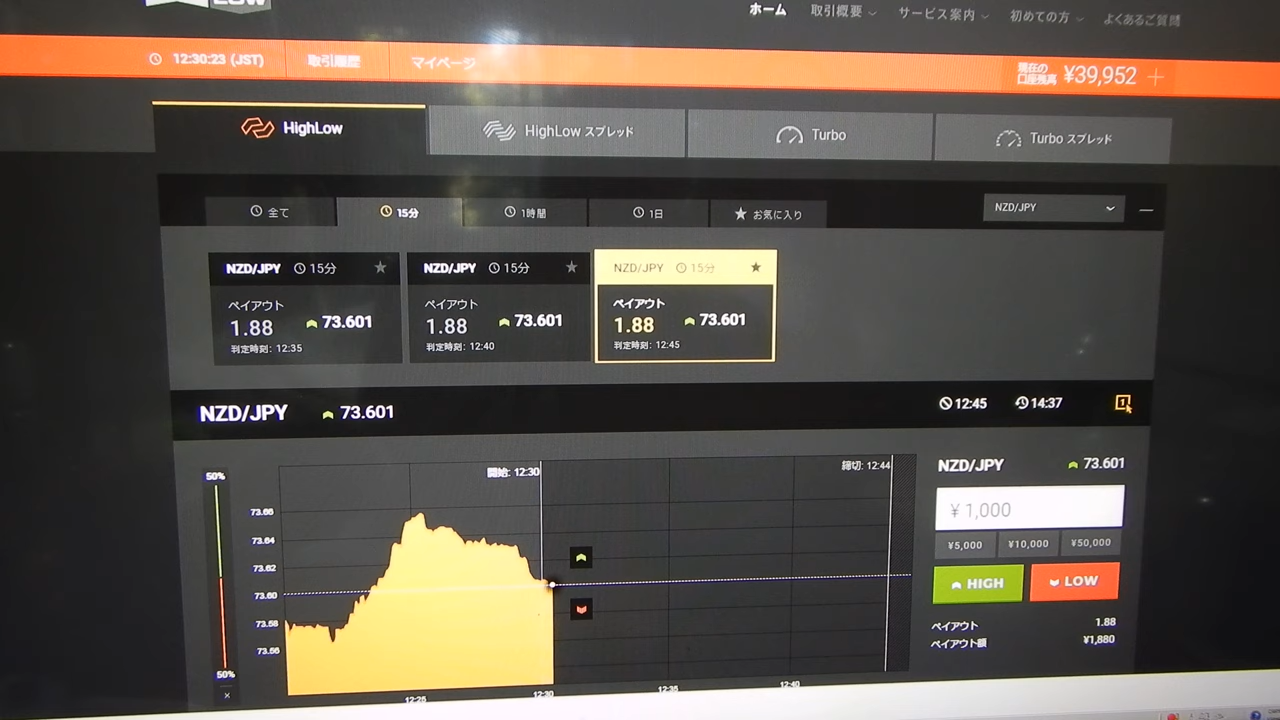 ホーム 取引概要 サービス案内 初めての方 よくあるご質問
12:30:23 (JST) 取引履歴 マイページ 現在の口座残高 ¥39,952 +
HighLow HighLow スプレッド Turbo Turbo スプレッド
全て 15分 1時間 1日 お気に入り NZD/JPY
NZD/JPY 15分 NZD/JPY 15分 NZD/JPY 15分
ペイアウト ペイアウト ペイアウト
1.88 73.601 1.88 73.601 1.88 73.601
判定時刻: 12:35 判定時刻: 12:40 判定時刻: 12:45
NZD/JPY 73.601 12:45 14:37 1
50% 開始: 12:30 締切: 12:44 NZD/JPY 73.601
73.66
¥ 1,000
73.64
¥5,000 ¥10,000 ¥50,000
73.62
HIGH LOW
73.60
73.58
ペイアウト 1.88
ペイアウト額 ¥1,880
73.56
50%
×
12:25 12:30 12:35 12:40